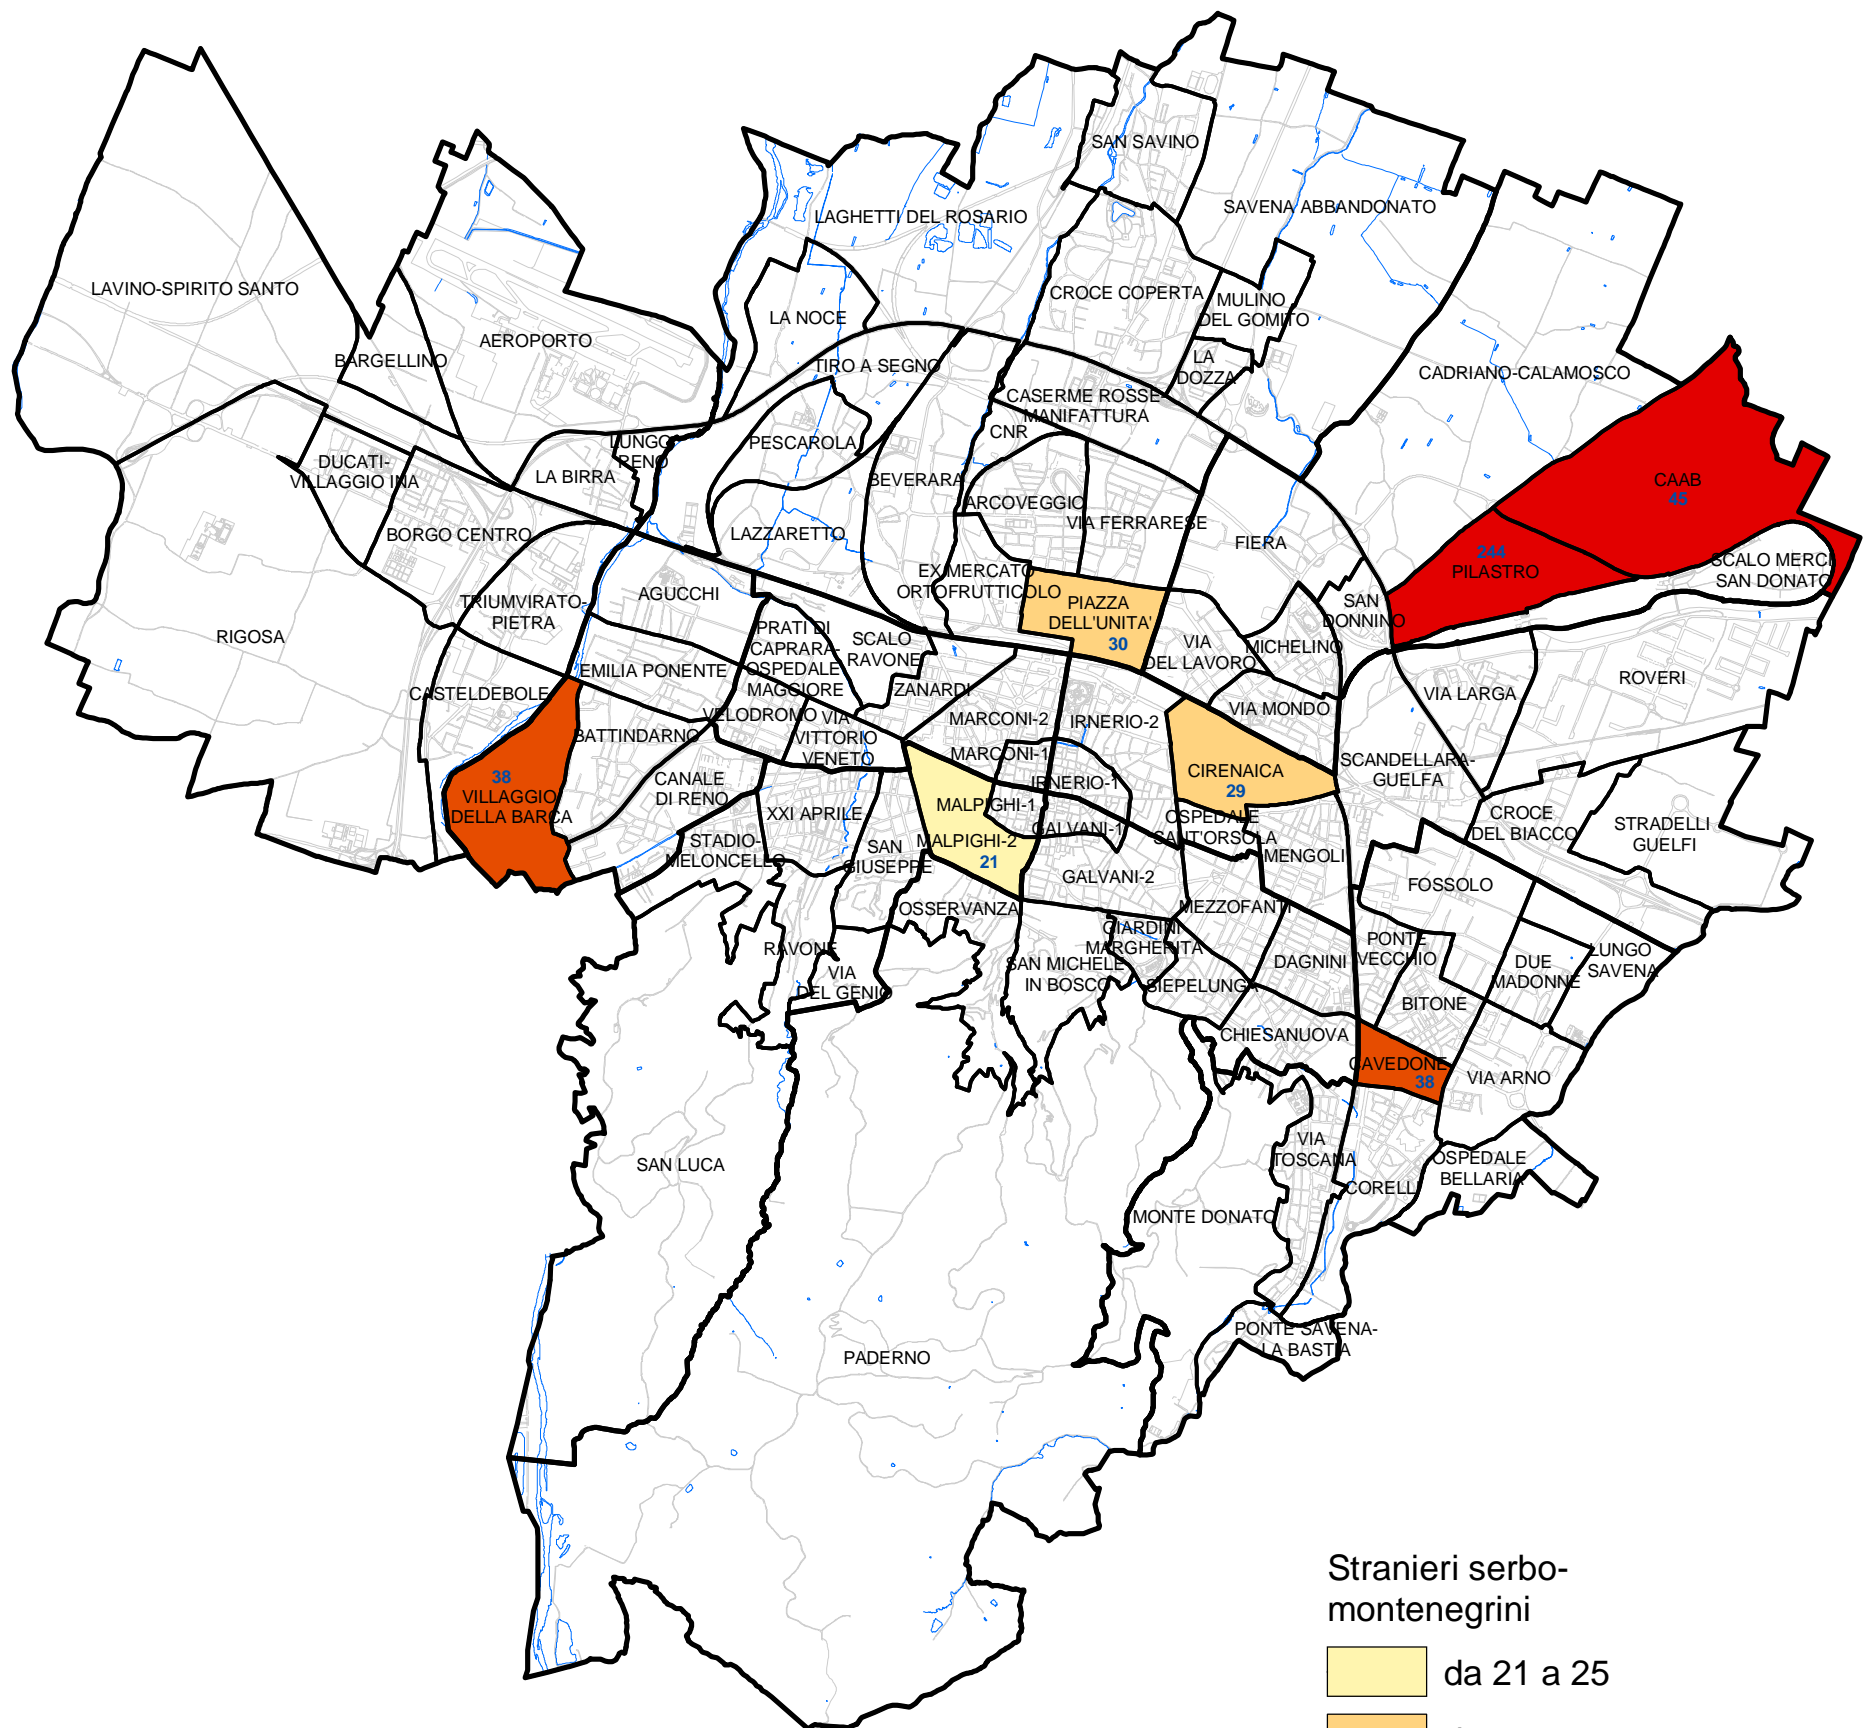 SAN SAVINO
SAVENA ABBANDONATO
LAGHETTI DEL ROSARIO
LAVINO-SPIRITO SANTO
CROCE COPERTA
MULINO
DEL GOMITO
LA NOCE
AEROPORTO
BARGELLINO
TIRO A SEGNO
LA
DOZZA
CADRIANO-CALAMOSCO
CASERME ROSSE-
MANIFATTURA
CNR
PESCAROLA
LUNGO
RENO
DUCATI-
VILLAGGIO INA
LA BIRRA
BEVERARA
CAAB
45
ARCOVEGGIO
VIA FERRARESE
BORGO CENTRO
LAZZARETTO
FIERA
244
PILASTRO
SCALO MERCI
SAN DONATO
EX MERCATO
ORTOFRUTTICOLO
AGUCCHI
TRIUMVIRATO-
PIETRA
PIAZZA
DELL'UNITA'
30
SAN
DONNINO
RIGOSA
PRATI DI
CAPRARA-
OSPEDALE
MAGGIORE
SCALO
RAVONE
VIA
DEL LAVORO
MICHELINO
EMILIA PONENTE
ZANARDI
ROVERI
CASTELDEBOLE
VIA LARGA
VELODROMO
VIA
VITTORIO
VENETO
MARCONI-2
IRNERIO-2
VIA MONDO
BATTINDARNO
MARCONI-1
SCANDELLARA-
GUELFA
CIRENAICA
29
38
VILLAGGIO
DELLA BARCA
CANALE
DI RENO
IRNERIO-1
MALPIGHI-1
XXI APRILE
GALVANI-1
OSPEDALE
SANT'ORSOLA
CROCE
DEL BIACCO
STRADELLI
GUELFI
STADIO-
MELONCELLO
SAN
GIUSEPPE
MALPIGHI-2
21
MENGOLI
GALVANI-2
FOSSOLO
OSSERVANZA
MEZZOFANTI
GIARDINI
MARGHERITA
RAVONE
PONTE
VECCHIO
LUNGO
SAVENA
DUE
MADONNE
DAGNINI
SAN MICHELE
IN BOSCO
VIA
DEL GENIO
SIEPELUNGA
BITONE
CHIESANUOVA
CAVEDONE
38
VIA ARNO
VIA
TOSCANA
SAN LUCA
OSPEDALE
BELLARIA
CORELLI
MONTE DONATO
PONTE SAVENA-
LA BASTIA
PADERNO
Stranieri serbo-
montenegrini
da 21 a 25